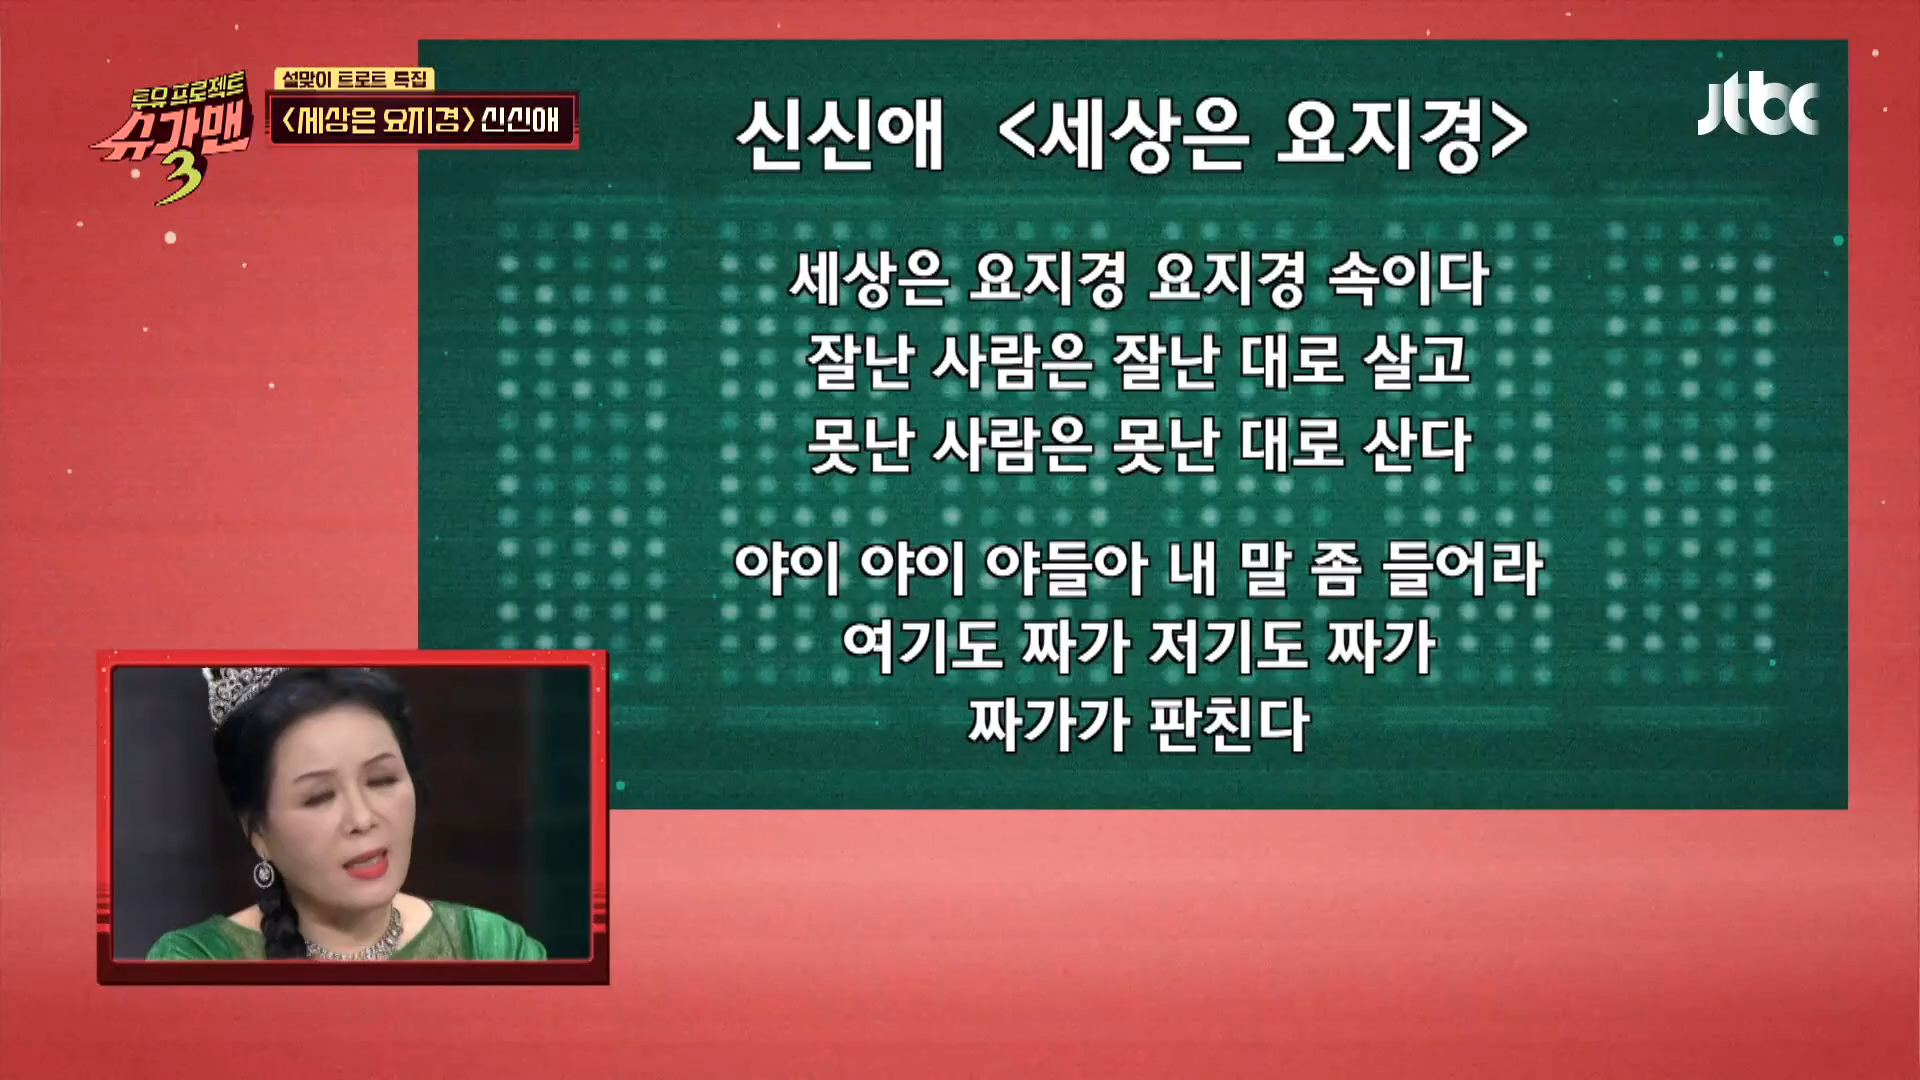 투유 프로젝트
슈가맨
3
설맞이 트로트 특집
<세상은 요지경> 신신애
jtbc
신신애 <세상은 요지경>
세상은 요지경 요지경 속이다
잘난 사람은 잘난 대로 살고
못난 사람은 못난 대로 산다
야이 야이 야들아 내 말 좀 들어라
여기도 짜가 저기도 짜가
짜가가 판친다